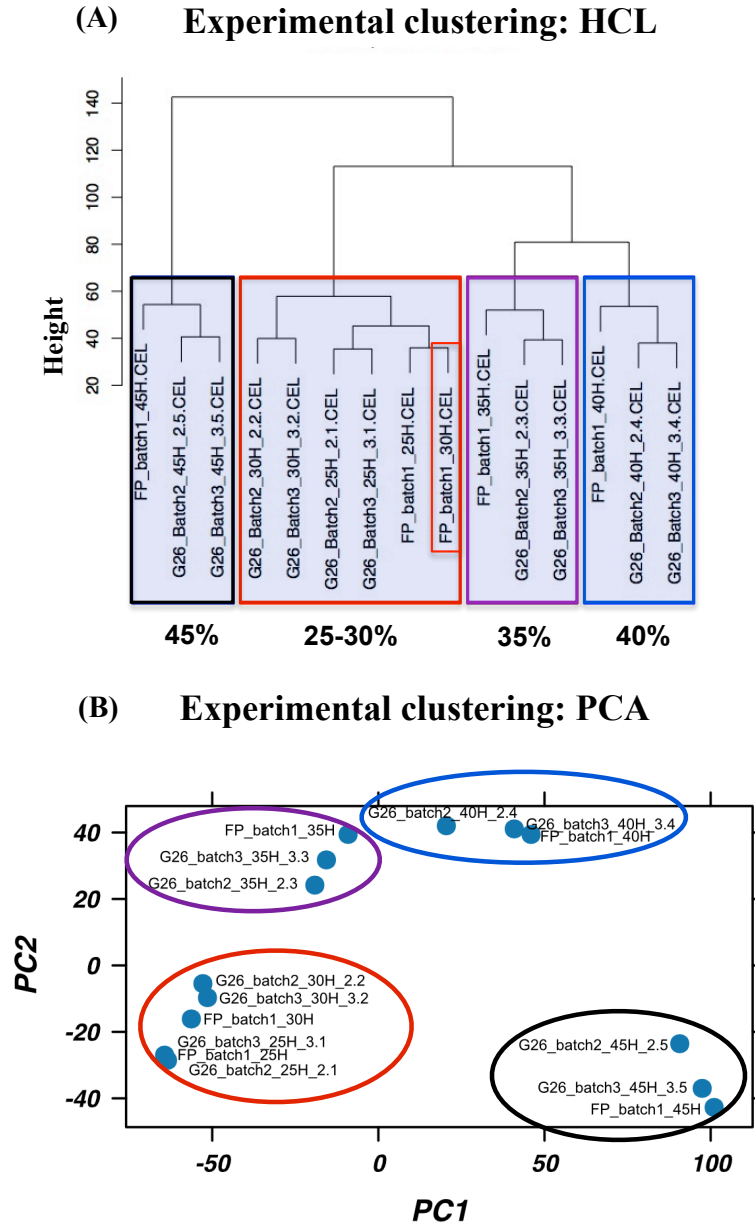 (A) Experimental clustering: HCL
Height
140
120
100
80
60
40
20
FP_batch1_45H.CEL
G26_Batch2_45H_2.5.CEL
G26_Batch3_45H_3.5.CEL
G26_Batch2_30H_2.2.CEL
G26_Batch3_30H_3.2.CEL
G26_Batch2_25H_2.1.CEL
G26_Batch3_25H_3.1.CEL
FP_batch1_25H.CEL
FP_batch1_30H.CEL
FP_batch1_35H.CEL
G26_Batch2_35H_2.3.CEL
G26_Batch3_35H_3.3.CEL
FP_batch1_40H.CEL
G26_Batch2_40H_2.4.CEL
G26_Batch3_40H_3.4.CEL
45% 25-30% 35% 40%
(B) Experimental clustering: PCA
PC2
40
20
0
-20
-40
G26_batch2_40H_2.4
G26_batch3_40H_3.4
FP_batch1_40H
FP_batch1_35H
G26_batch3_35H_3.3
G26_batch2_35H_2.3
G26_batch2_30H_2.2
G26_batch3_30H_3.2
FP_batch1_30H
G26_batch3_25H_3.1
FP_batch1_25H
G26_batch2_25H_2.1
G26_batch2_45H_2.5
G26_batch3_45H_3.5
FP_batch1_45H
-50 0 50 100
PC1